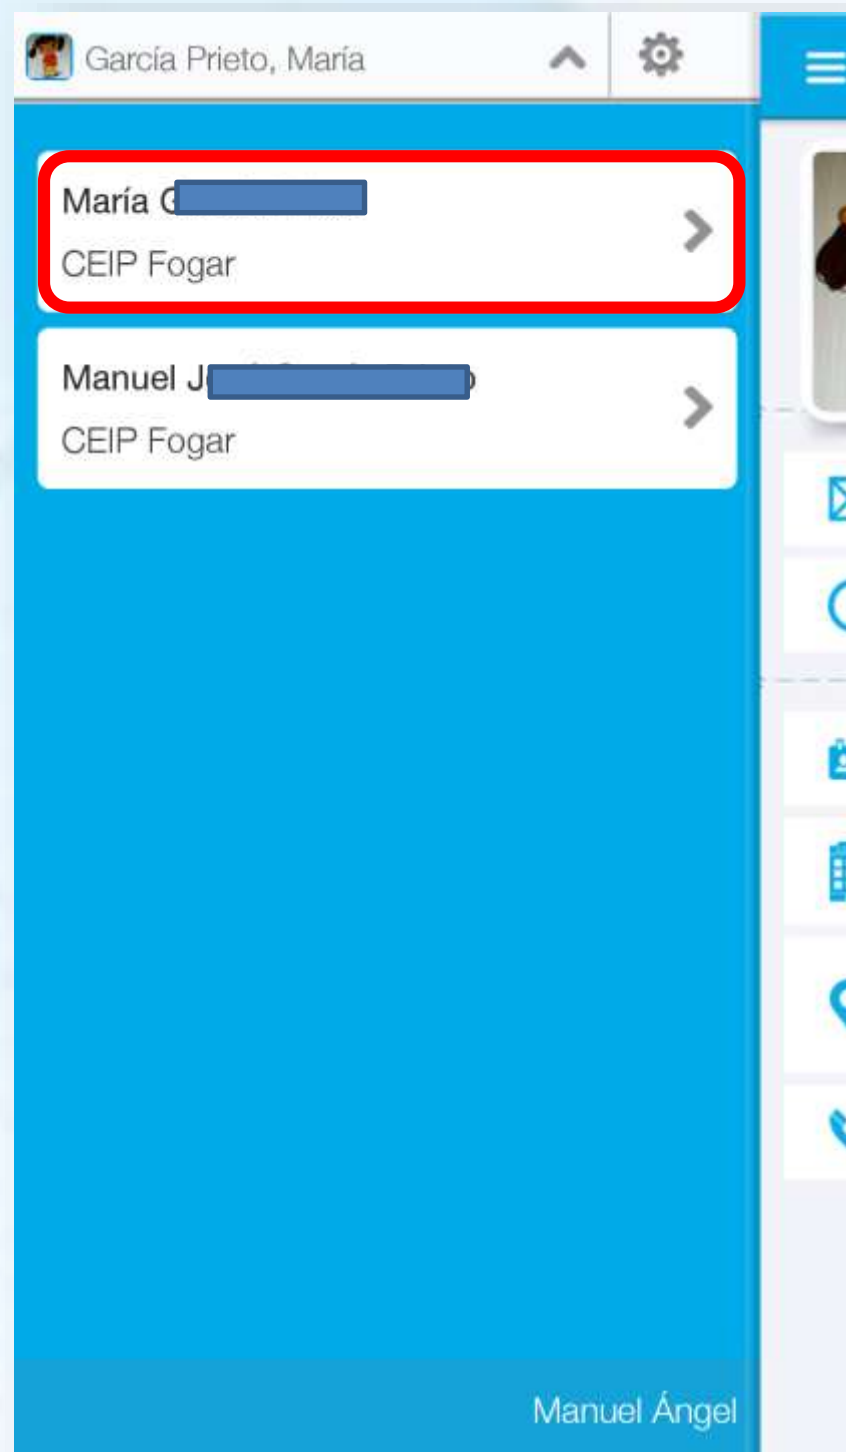 García Prieto, María
María G
CEIP Fogar
Manuel J
CEIP Fogar
Manuel Ángel